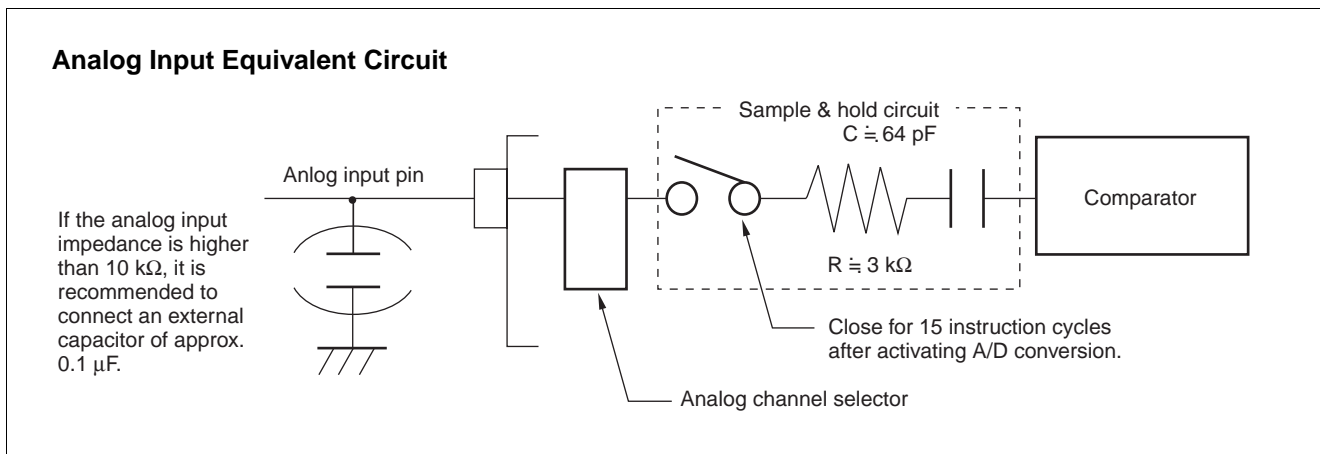 Analog Input Equivalent Circuit
Sample & hold circuit
C ≒ 64 pF
Anlog input pin
Comparator
If the analog input
impedance is higher
than 10 kΩ, it is
recommended to
connect an external
capacitor of approx.
0.1 µF.
R ≒ 3 kΩ
Close for 15 instruction cycles
after activating A/D conversion.
Analog channel selector